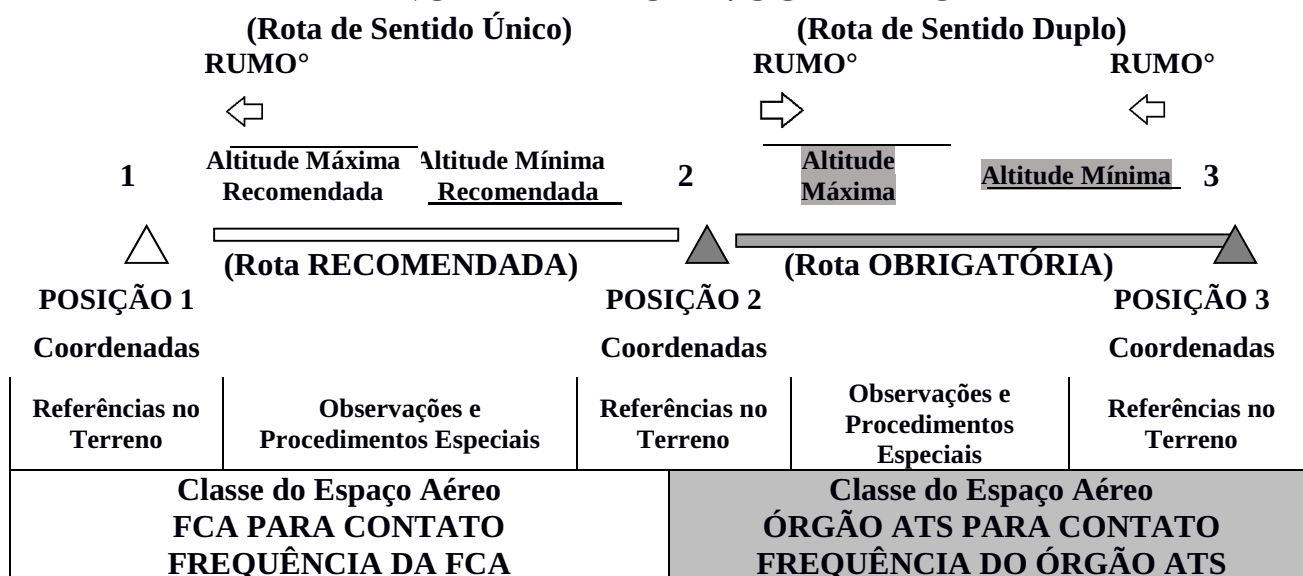 (Rota de Sentido Único) (Rota de Sentido Duplo)
RUMO° RUMO° RUMO°
1 Altitude Máxima Recomendada Altitude Mínima Recomendada 2 Altitude Máxima Altitude Mínima 3
(Rota RECOMENDADA) (Rota OBRIGATÓRIA)
POSIÇÃO 1 POSIÇÃO 2 POSIÇÃO 3
Coordenadas Coordenadas Coordenadas
Referências no Terreno
Observações e Procedimentos Especiais
Referências no Terreno
Observações e Procedimentos Especiais
Referências no Terreno
Classe do Espaço Aéreo
FCA PARA CONTATO
FREQUÊNCIA DA FCA
Classe do Espaço Aéreo
ÓRGÃO ATS PARA CONTATO
FREQUÊNCIA DO ÓRGÃO ATS